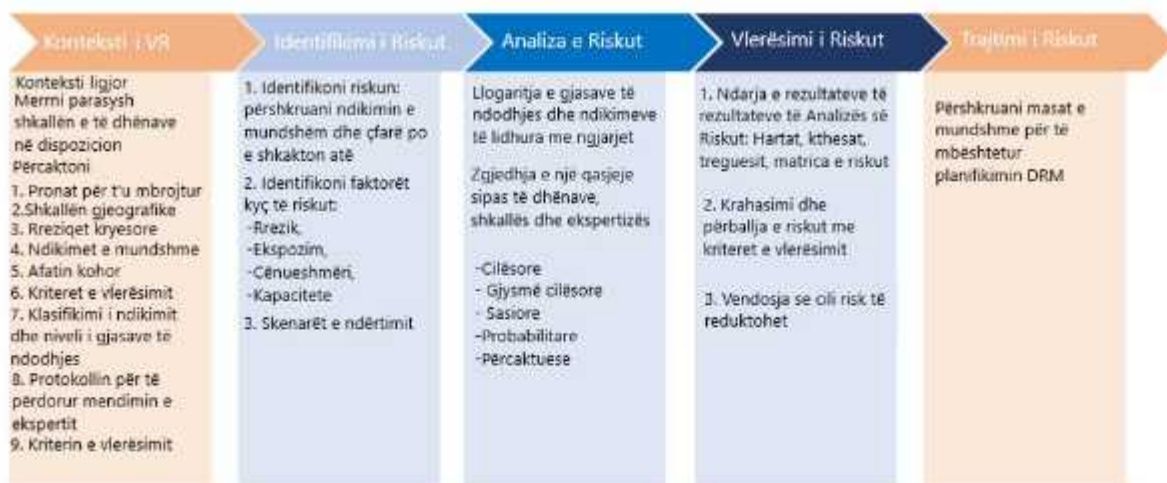 Konteksti i VR
Konteksti ligjor
Merrni parasysh
shkallën e të dhënave
në dispozicion
Përcaktoni
1. Pronat për t'u mbrojtur
2.Shkallën gjeografike
3. Rreziqet kryesore
4. Ndikimet e mundshme
5. Afatin kohor
6. Kriteret e vlerësimit
7. Klasifikimi i ndikimit
dhe niveli i gjasave të
ndodhjes
8. Protokollin për të
përdorur mendimin e
ekspertit
9. Kriterin e vlerësimit
Identifikimi i Riskut
1. Identifikoni riskun:
përshkruani ndikimin e
mundshëm dhe çfarë po
e shkakton atë
2. Identifikoni faktorët
kyç të riskut:
-Rrezik,
-Ekspozim,
-Cënueshmëri,
-Kapacitete
3. Skenarët e ndërtimit
Analiza e Riskut
Llogaritja e gjasave të
ndodhjes dhe ndikimeve
të lidhura me ngjarjet
Zgjedhja e një qasjeje
sipas të dhënave,
shkallës dhe ekspertizës
-Cilësore
- Gjysmë cilësore
- Sasiore
-Probabilitare
-Përcaktuese
Vlerësimi i Riskut
1. Ndarja e rezultateve të
rezultateve të Analizës së
Riskut: Hartat, kthesat,
treguesit, matrica e riskut
2. Krahasimi dhe
përballja e riskut me
kriteret e vlerësimit
3. Vendosja se cili risk të
reduktohet
Trajtimi i Riskut
Përshkruani masat e
mundshme për të
mbështetur
planifikimin DRM